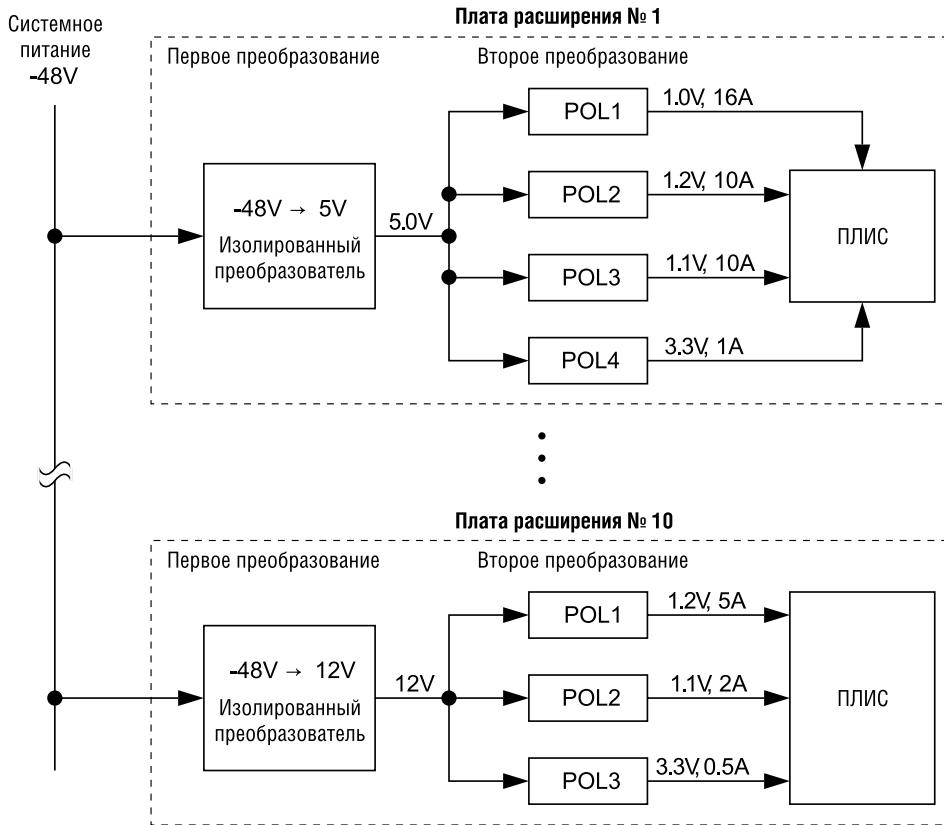 Системное
питание
-48V
Плата расширения № 1
Первое преобразование
Второе преобразование
-48V → 5V
Изолированный
преобразователь
5.0V
POL1
1.0V, 16A
POL2
1.2V, 10A
POL3
1.1V, 10A
POL4
3.3V, 1A
ПЛИС
Плата расширения № 10
Первое преобразование
Второе преобразование
-48V → 12V
Изолированный
преобразователь
12V
POL1
1.2V, 5A
POL2
1.1V, 2A
POL3
3.3V, 0.5A
ПЛИС